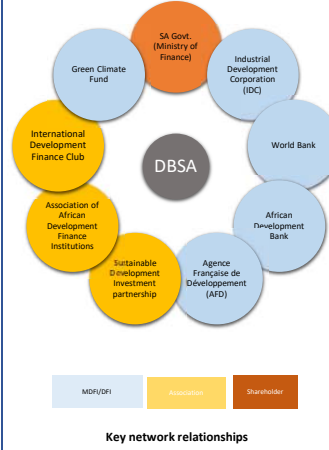 SA Govt.
(Ministry of
Finance)
Green Climate
Fund
Industrial
Development
Corporation
(IDC)
International
Development
Finance Club
DBSA
World Bank
Association of
African
Development
Finance
Institutions
African
Development
Bank
Sustainable
Development
Investment
partnership
Agence
Française de
Développement
(AFD)
MDFI/DFI
Association
Shareholder
Key network relationships